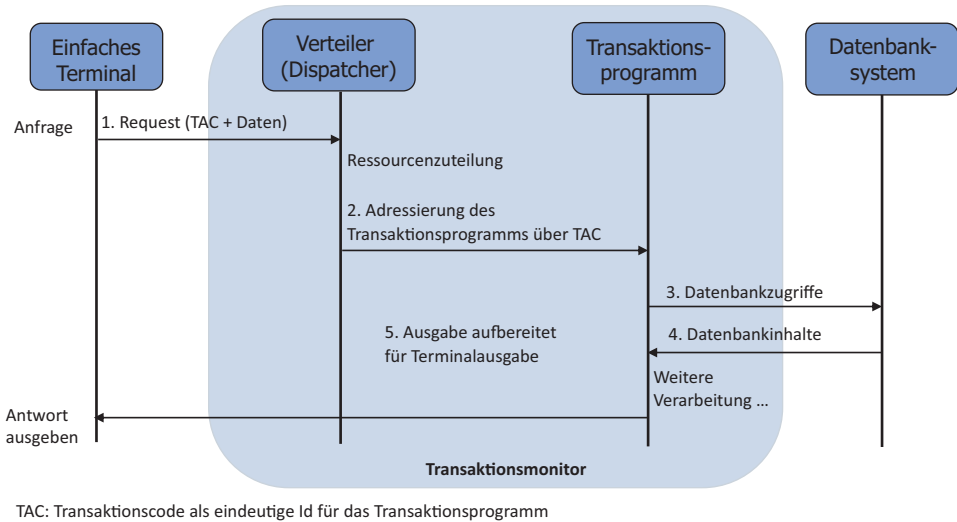 Einfaches
Terminal
Verteiler
(Dispatcher)
Transaktions-
programm
Datenbank-
system
Anfrage
1. Request (TAC + Daten)
Ressourcenzuteilung
2. Adressierung des
Transaktionsprogramms über TAC
3. Datenbankzugriffe
4. Datenbankinhalte
5. Ausgabe aufbereitet
für Terminalausgabe
Weitere
Verarbeitung ...
Antwort
ausgeben
Transaktionsmonitor
TAC: Transaktionscode als eindeutige Id für das Transaktionsprogramm